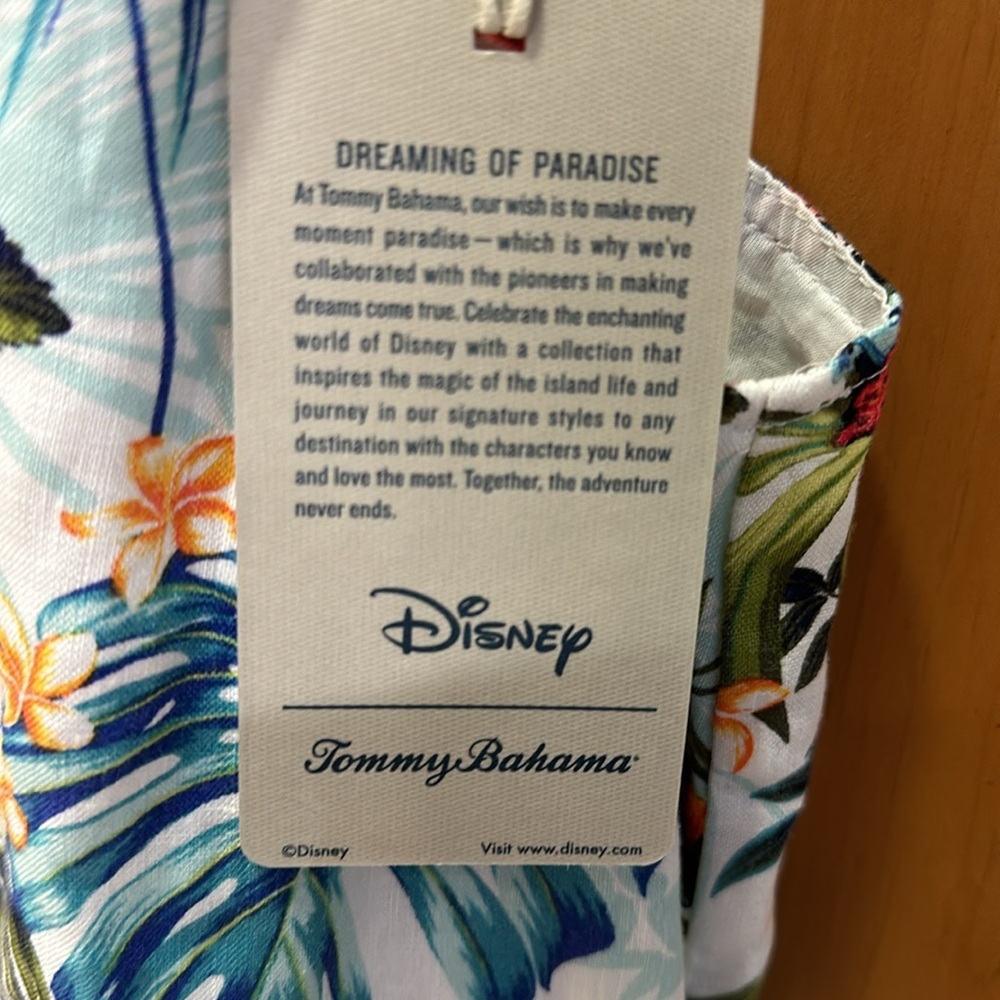 DREAMING OF PARADISE
At Tommy Bahama, our wish is to make every
moment paradise — which is why we've
collaborated with the pioneers in making
dreams come true. Celebrate the enchanting
world of Disney with a collection that
inspires the magic of the island life and
journey in our signature styles to any
destination with the characters you know
and love the most. Together, the adventure
never ends.
Disney
Tommy Bahama®
©Disney Visit www.disney.com